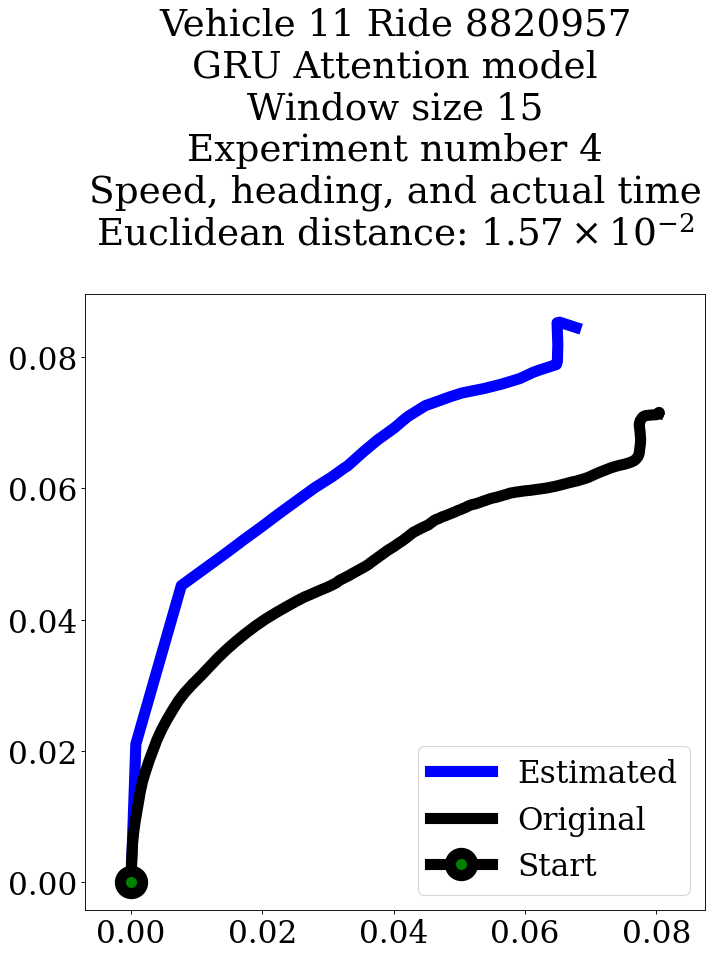 Vehicle 11 Ride 8820957
GRU Attention model
Window size 15
Experiment number 4
Speed, heading, and actual time
Euclidean distance: 1.57 × 10⁻²
0.08
0.06
0.04
0.02
0.00
Estimated
Original
Start
0.00 0.02 0.04 0.06 0.08